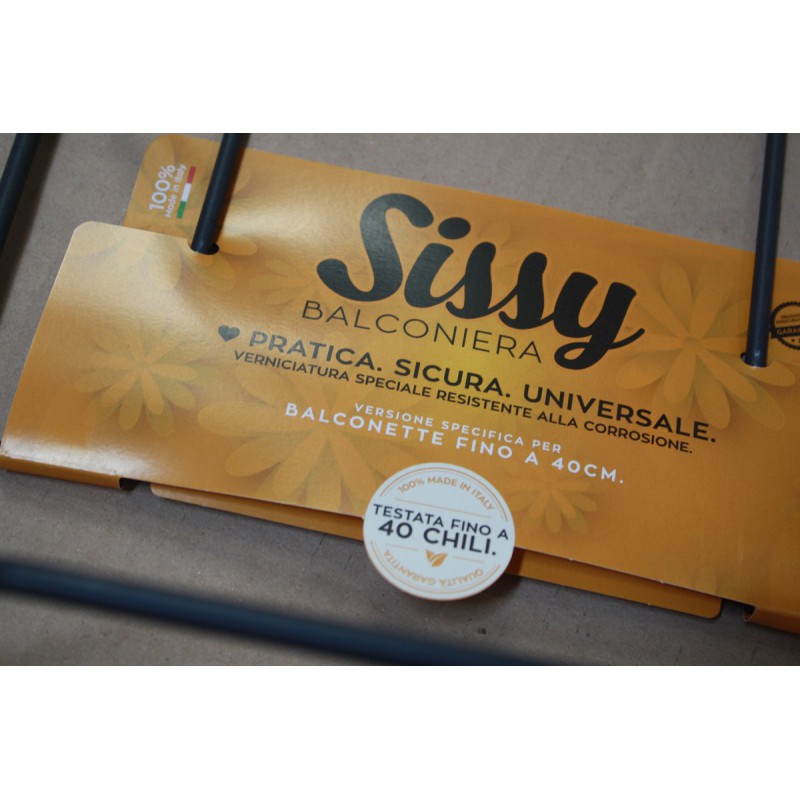 100%
Made in Italy
Sissy
BALCONIERA
PRATICA. SICURA. UNIVERSALE.
VERNICIATURA SPECIALE RESISTENTE ALLA CORROSIONE.
VERSIONE SPECIFICA PER
BALCONETTE FINO A 40CM.
100% MADE IN ITALY
TESTATA FINO A
40 CHILI.
QUALITÀ GARANTITA